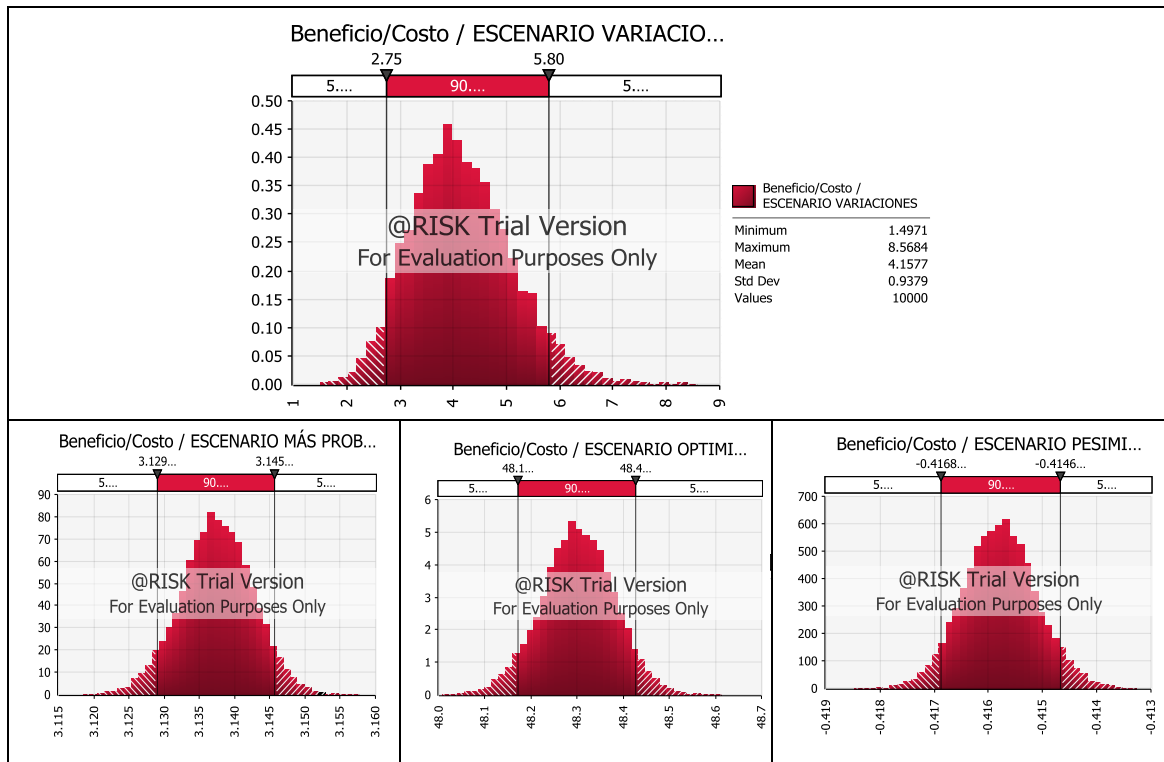 Beneficio/Costo / ESCENARIO VARIACIO...
2.75 5.80
5.... 90.... 5....
0.50
0.45
0.40
0.35
0.30
0.25
0.20
0.15
0.10
0.05
0.00
1 2 3 4 5 6 7 8 9
@RISK Trial Version
For Evaluation Purposes Only
Beneficio/Costo /
ESCENARIO VARIACIONES
Minimum 1.4971
Maximum 8.5684
Mean 4.1577
Std Dev 0.9379
Values 10000
Beneficio/Costo / ESCENARIO MÁS PROB...
3.129... 3.145...
5.... 90.... 5....
90
80
70
60
50
40
30
20
10
0
3.115 3.120 3.125 3.130 3.135 3.140 3.145 3.150 3.155 3.160
@RISK Trial Version
For Evaluation Purposes Only
Beneficio/Costo / ESCENARIO OPTIMI...
48.1... 48.4...
5.... 90.... 5....
6
5
4
3
2
1
0
48.0 48.1 48.2 48.3 48.4 48.5 48.6 48.7
@RISK Trial Version
For Evaluation Purposes Only
Beneficio/Costo / ESCENARIO PESIMI...
-0.4168... -0.4146...
5.... 90.... 5....
700
600
500
400
300
200
100
0
-0.419 -0.418 -0.417 -0.416 -0.415 -0.414 -0.413
@RISK Trial Version
For Evaluation Purposes Only